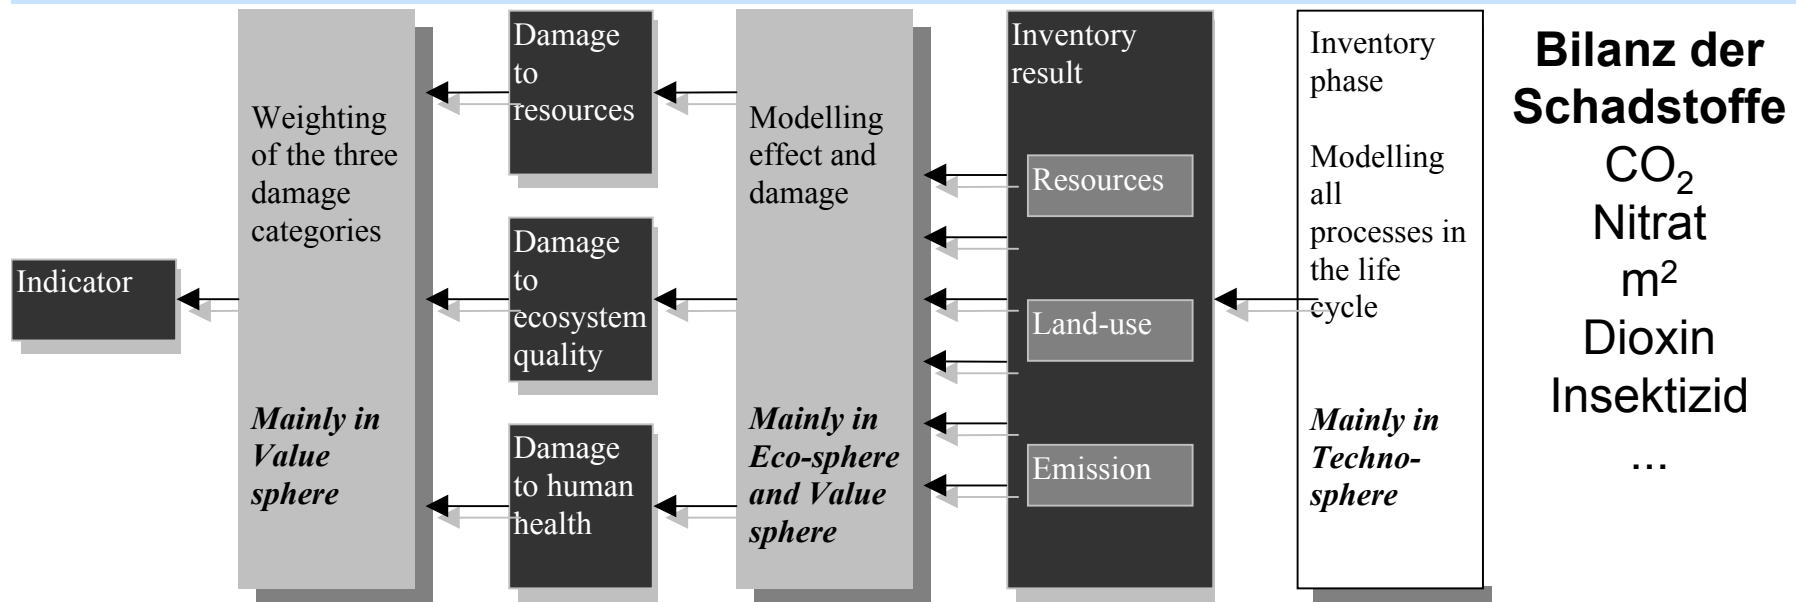 Indicator
Weighting
of the three
damage
categories
Mainly in
Value
sphere
Damage
to
resources
Damage
to
ecosystem
quality
Damage
to human
health
Modelling
effect and
damage
Mainly in
Eco-sphere
and Value
sphere
Inventory
result
Resources
Land-use
Emission
Inventory
phase
Modelling
all
processes in
the life
cycle
Mainly in
Techno-
sphere
Bilanz der
Schadstoffe
CO₂
Nitrat
m²
Dioxin
Insektizid
...